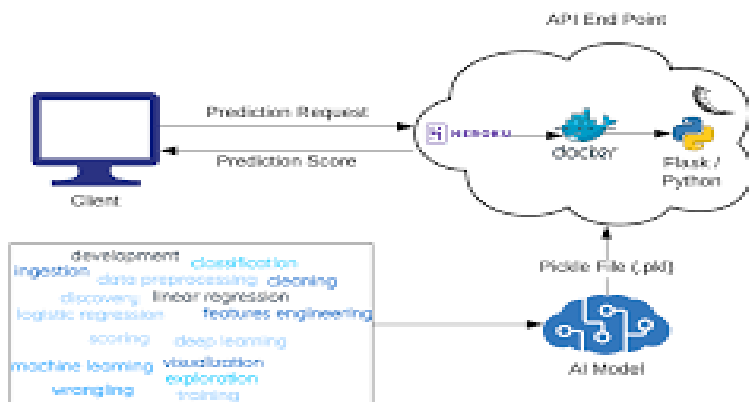 API End Point
Prediction Request
HEROKU
docker
Prediction Score
Flask /
Python
Client
development
classification
ingestion
data preprocessing
cleaning
discovery
linear regression
logistic regression
features engineering
scoring
deep learning
machine learning
visualization
exploration
wrangling
training
Pickle File (.pkl)
AI Model